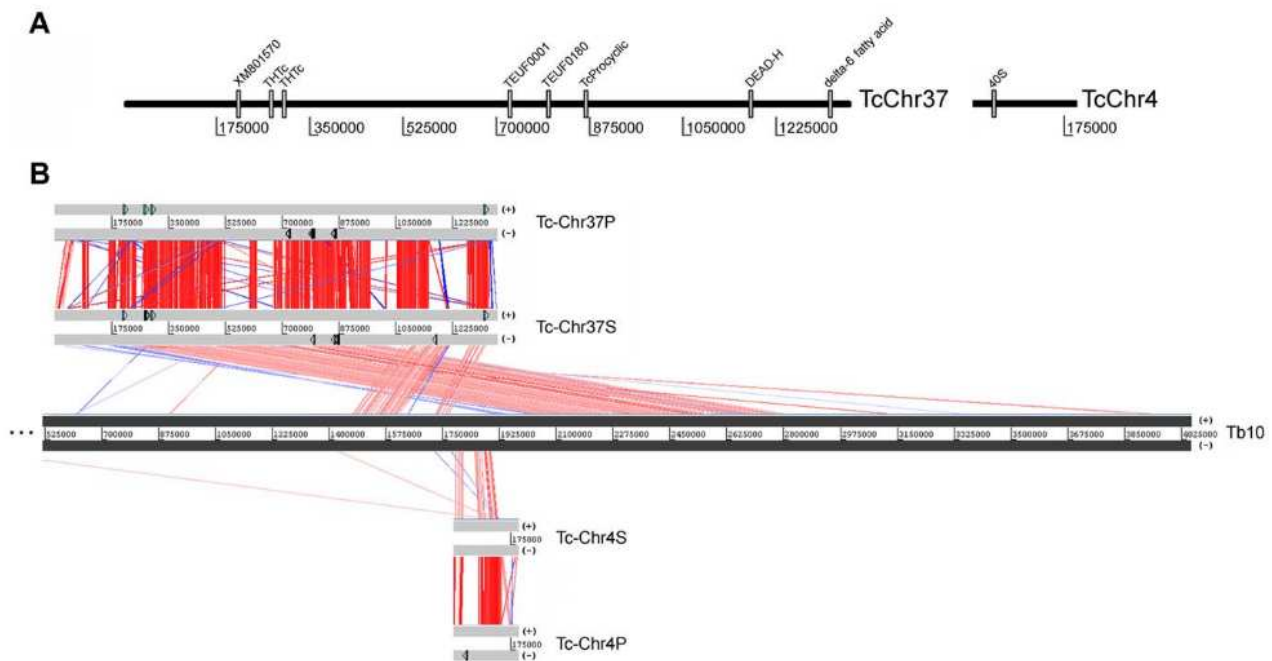 A
XM801570 THTc THTc TEUF0001 TEUF0180 TcProcyclic DEAD-H delta-6 fatty acid 40S
TcChr37 TcChr4
175000 350000 525000 700000 875000 1050000 1225000 175000
B
(+)
175000 350000 525000 700000 875000 1050000 1225000 Tc-Chr37P
(-)
(+)
175000 350000 525000 700000 875000 1050000 1225000 Tc-Chr37S
(-)
(+)
... 525000 700000 875000 1050000 1225000 1400000 1575000 1750000 1925000 2100000 2275000 2450000 2625000 2800000 2975000 3150000 3325000 3500000 3675000 3850000 4025000 Tb10
(-)
(+)
175000 Tc-Chr4S
(-)
(+)
175000 Tc-Chr4P
(-)